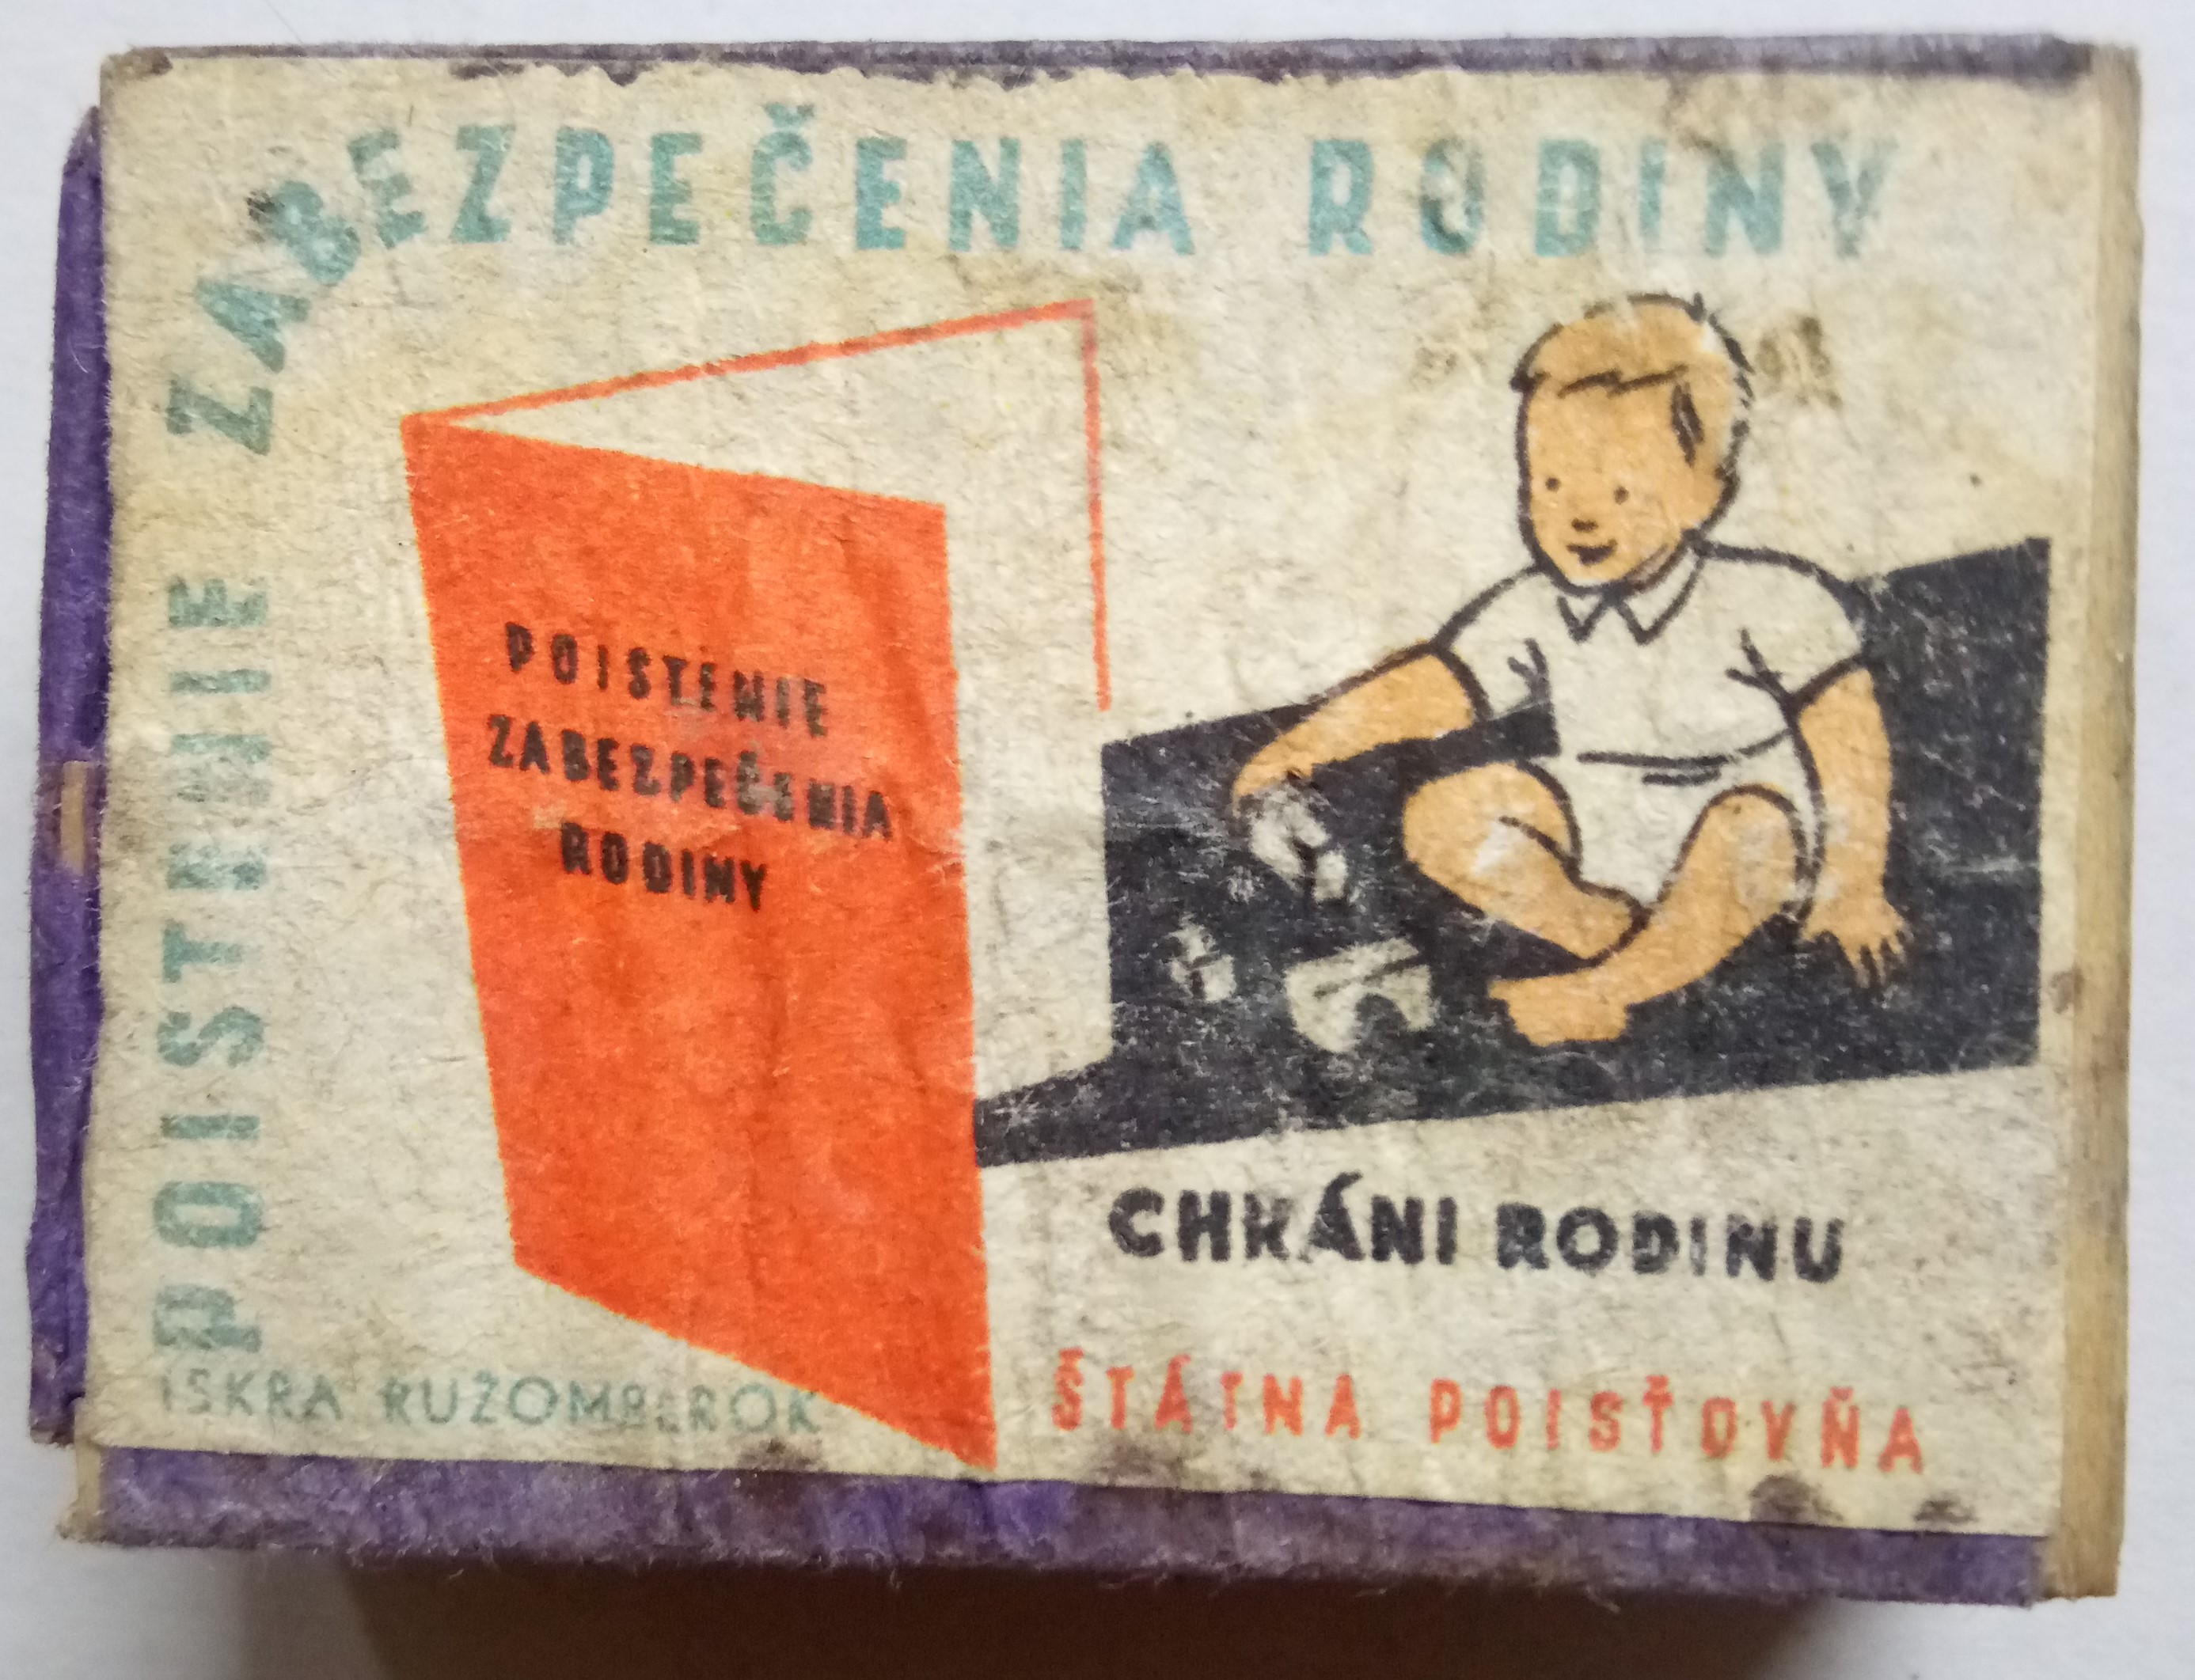 POISTENIE ZABEZPEČENIA RODINY
POISTENIE
ZABEZPEČENIA
RODINY
CHRÁNI RODINU
ISKRA RUŽOMBEROK
ŠTÁTNA POISŤOVŇA